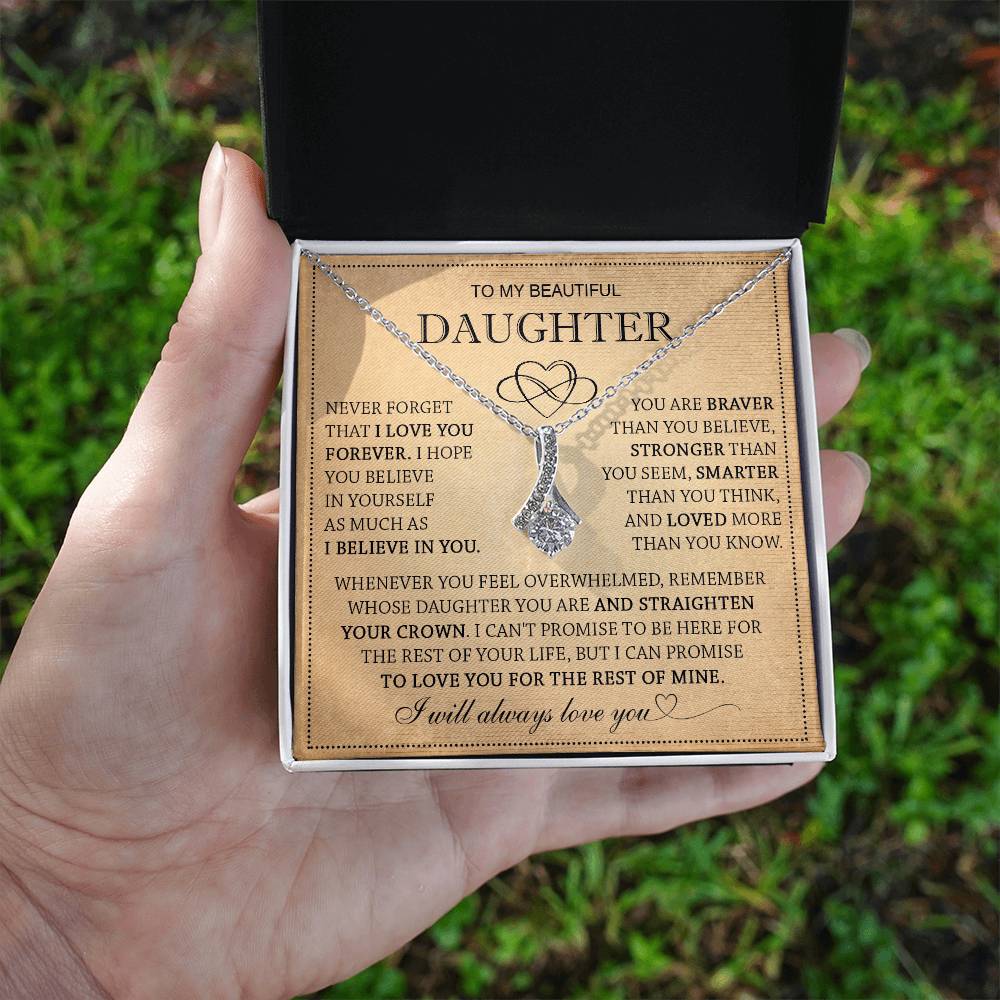 TO MY BEAUTIFUL
DAUGHTER
NEVER FORGET
THAT I LOVE YOU
FOREVER. I HOPE
YOU BELIEVE
IN YOURSELF
AS MUCH AS
I BELIEVE IN YOU.
YOU ARE BRAVER
THAN YOU BELIEVE,
STRONGER THAN
YOU SEEM, SMARTER
THAN YOU THINK,
AND LOVED MORE
THAN YOU KNOW.
WHENEVER YOU FEEL OVERWHELMED, REMEMBER
WHOSE DAUGHTER YOU ARE AND STRAIGHTEN
YOUR CROWN. I CAN'T PROMISE TO BE HERE FOR
THE REST OF YOUR LIFE, BUT I CAN PROMISE
TO LOVE YOU FOR THE REST OF MINE.
I will always love you